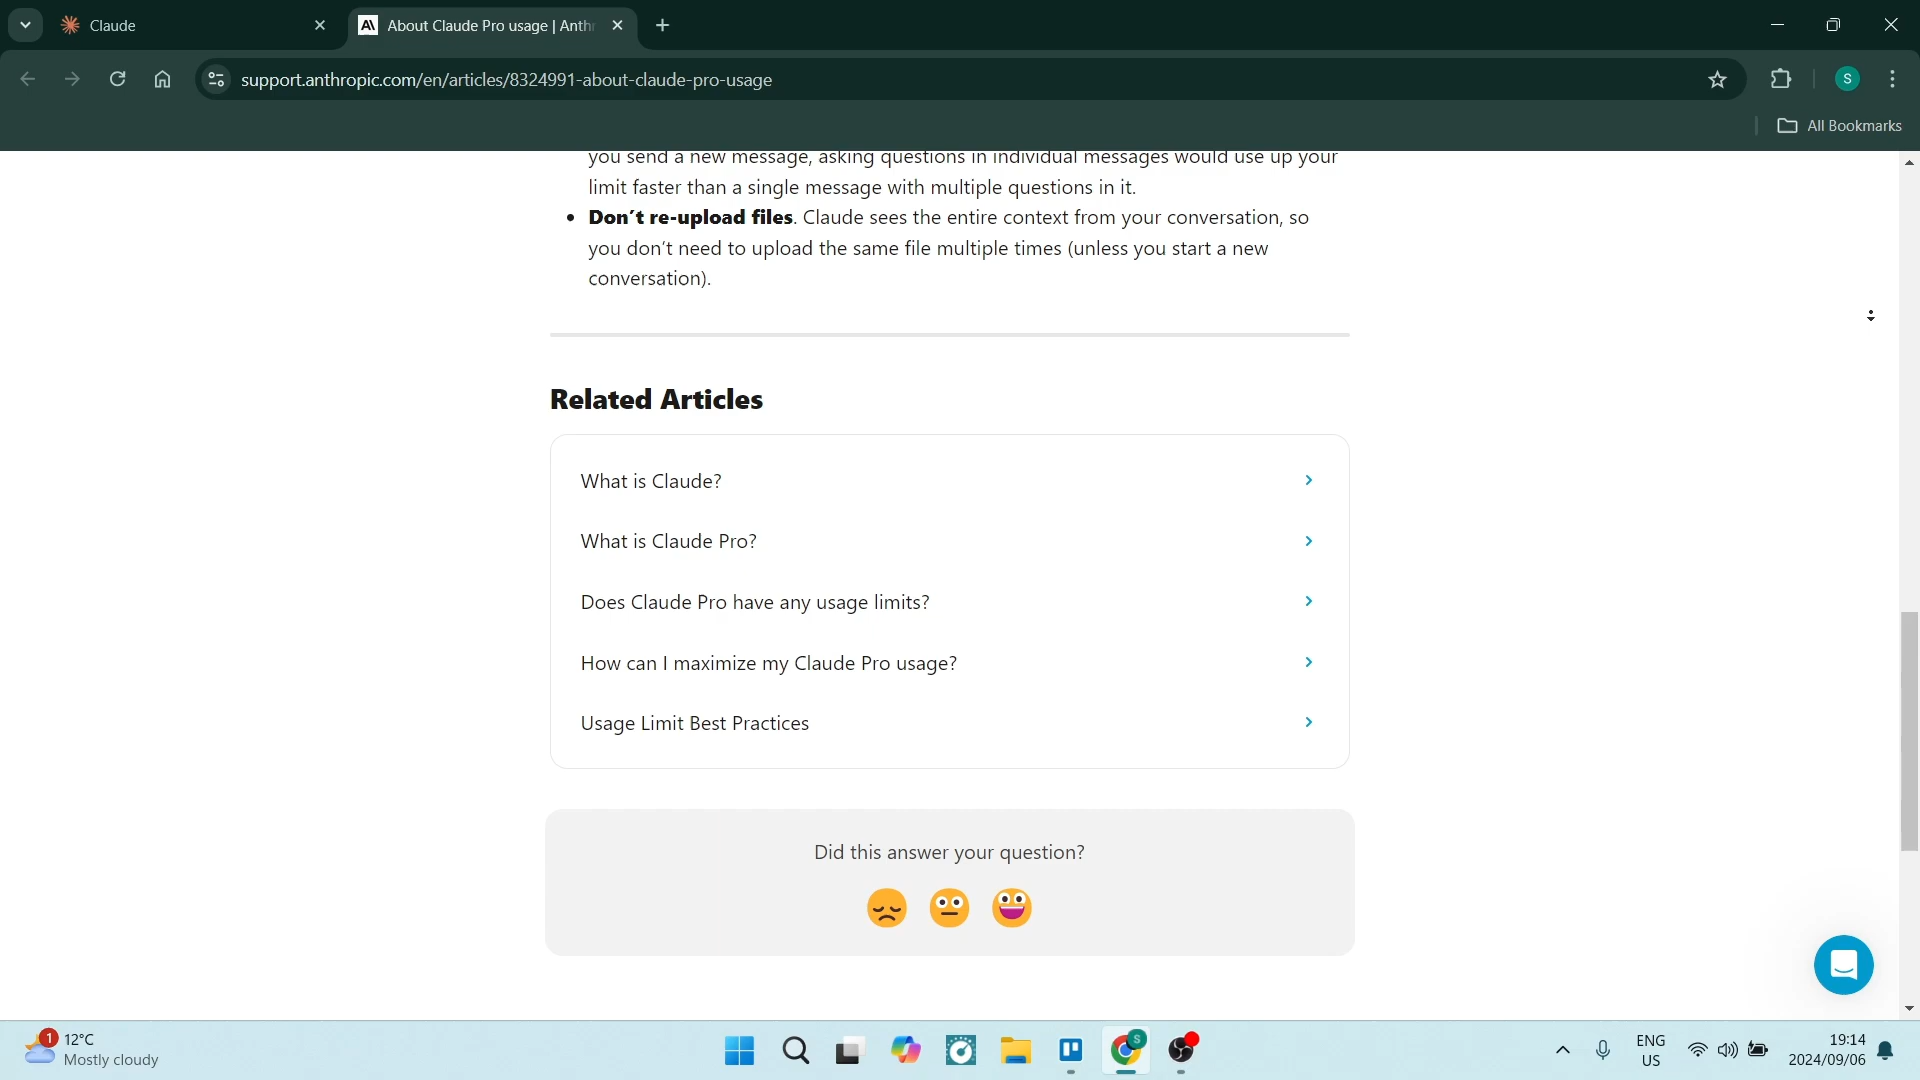 Claude
About Claude Pro usage | Anth
support.anthropic.com/en/articles/8324991-about-claude-pro-usage
S
All Bookmarks
you send a new message, asking questions in individual messages would use up your
limit faster than a single message with multiple questions in it.
• Don’t re-upload files. Claude sees the entire context from your conversation, so
you don’t need to upload the same file multiple times (unless you start a new
conversation).
Related Articles
What is Claude?
What is Claude Pro?
Does Claude Pro have any usage limits?
How can I maximize my Claude Pro usage?
Usage Limit Best Practices
Did this answer your question?
1
12°C
Mostly cloudy
S
ENG
US
19:14
2024/09/06